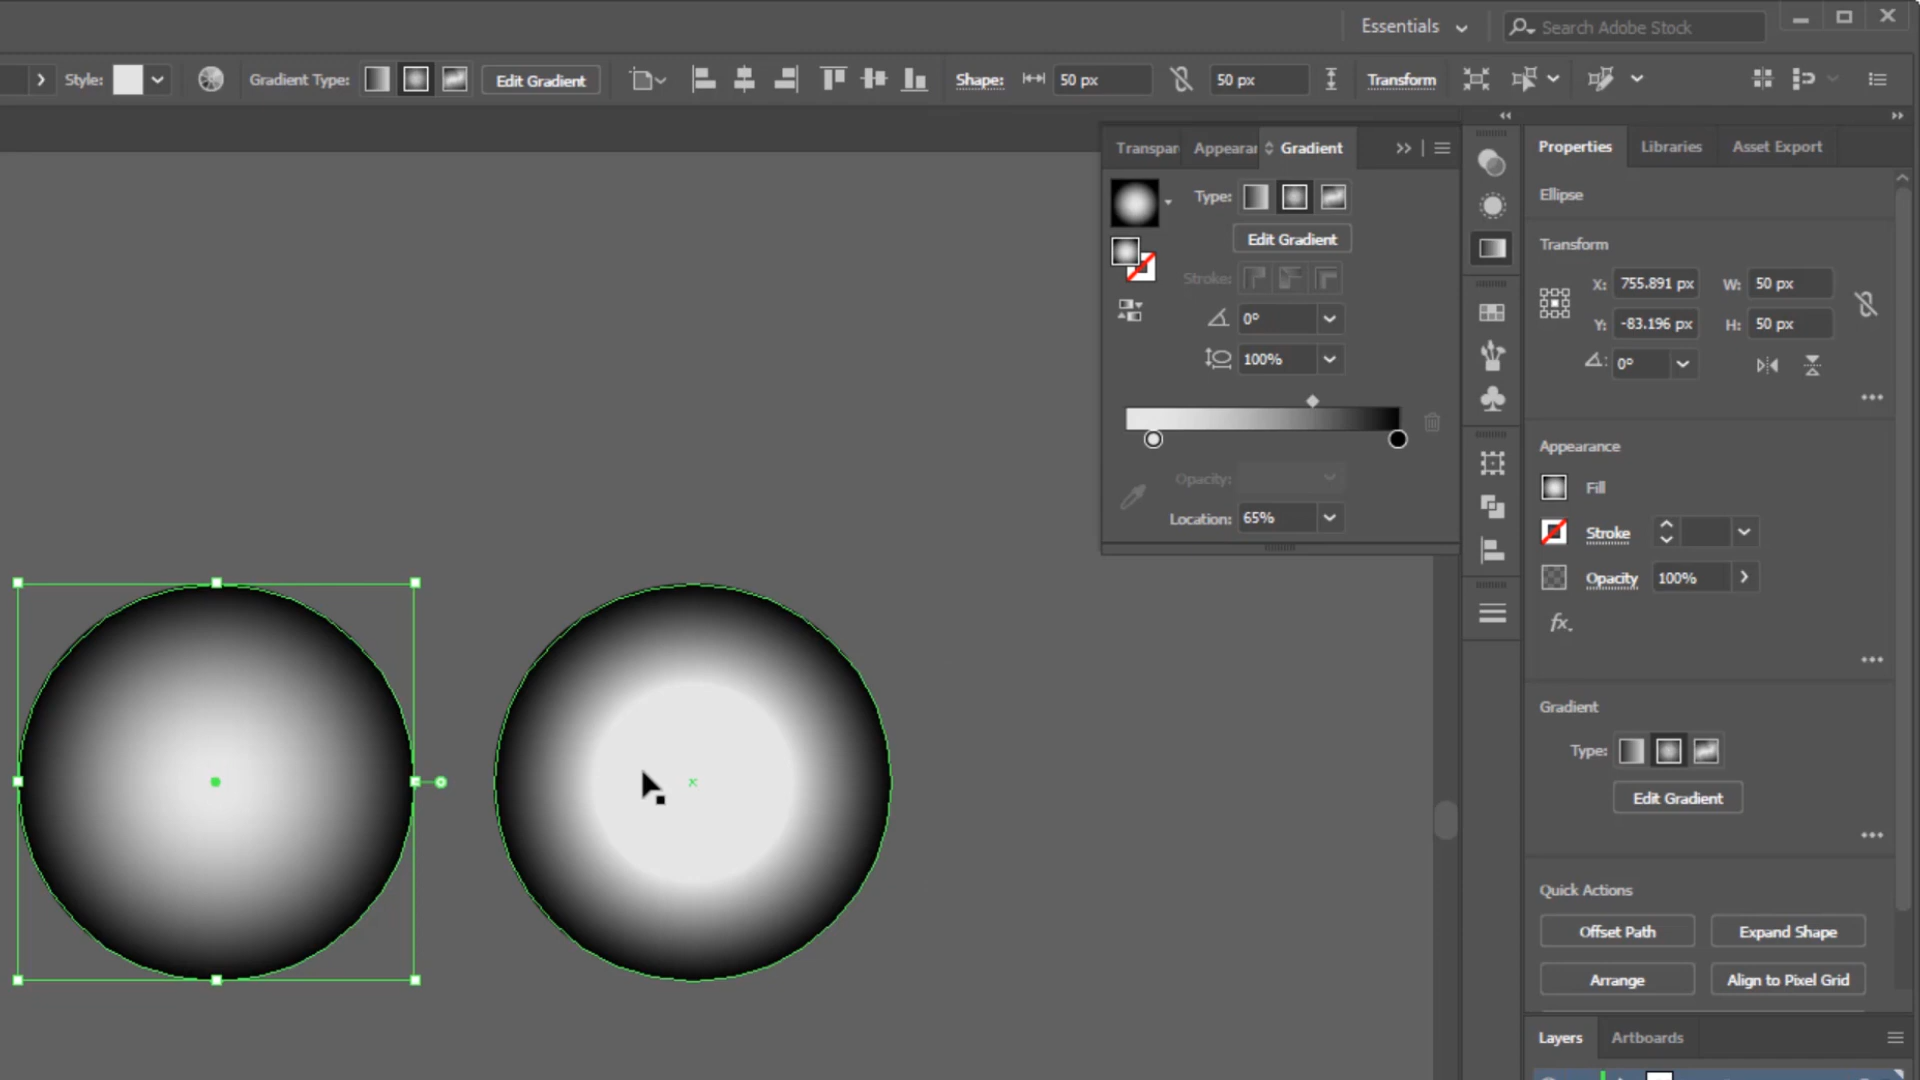 Essentials
Search Adobe Stock
Style:
Gradient Type:
Edit Gradient
Shape:
50 px
50 px
Transform
Transpar
Appearar
Gradient
Type:
Edit Gradient
Stroke:
0°
100%
Opacity:
Location: 65%
Properties
Libraries
Asset Export
Ellipse
Transform
X: 755.891 px
W: 50 px
Y: -83.196 px
H: 50 px
0°
Appearance
Fill
Stroke
Opacity
100%
fx.
Gradient
Type:
Edit Gradient
Quick Actions
Offset Path
Expand Shape
Arrange
Align to Pixel Grid
Layers
Artboards